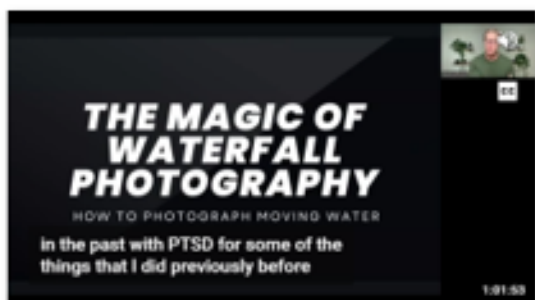 THE MAGIC OF
WATERFALL
PHOTOGRAPHY
HOW TO PHOTOGRAPH MOVING WATER
in the past with PTSD for some of the
things that I did previously before
CC
1:01:53